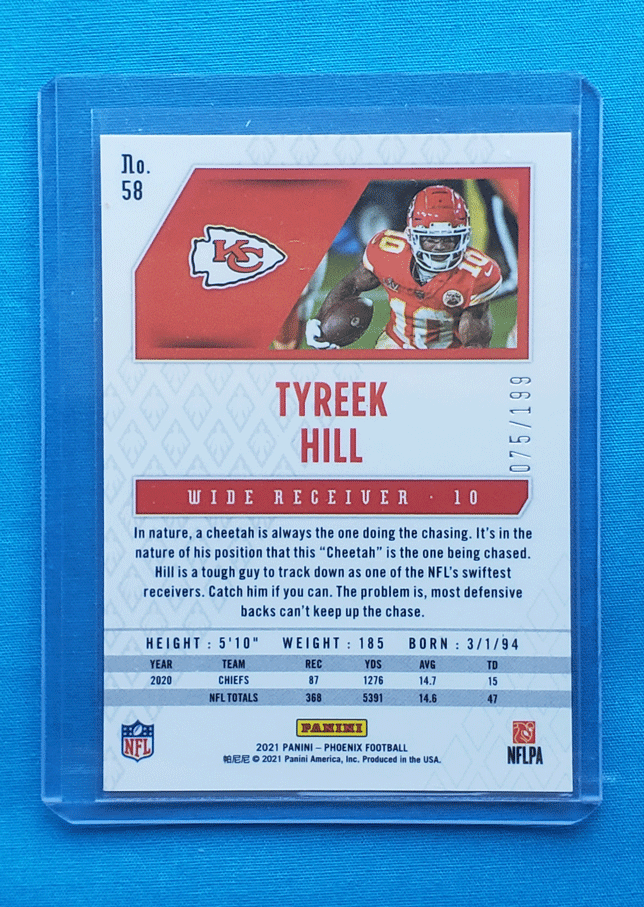 No.
58
KC
10
10
10
TYREEK
HILL
075/199
WIDE RECEIVER · 10
In nature, a cheetah is always the one doing the chasing. It's in the
nature of his position that this "Cheetah" is the one being chased.
Hill is a tough guy to track down as one of the NFL's swiftest
receivers. Catch him if you can. The problem is, most defensive
backs can't keep up the chase.
HEIGHT : 5'10" WEIGHT : 185 BORN : 3/1/94
YEAR TEAM REC YDS AVG TD
2020 CHIEFS 87 1276 14.7 15
NFL TOTALS 368 5391 14.6 47
NFL
PANINI
NFLPA
2021 PANINI – PHOENIX FOOTBALL
帕尼尼 © 2021 Panini America, Inc. Produced in the USA.